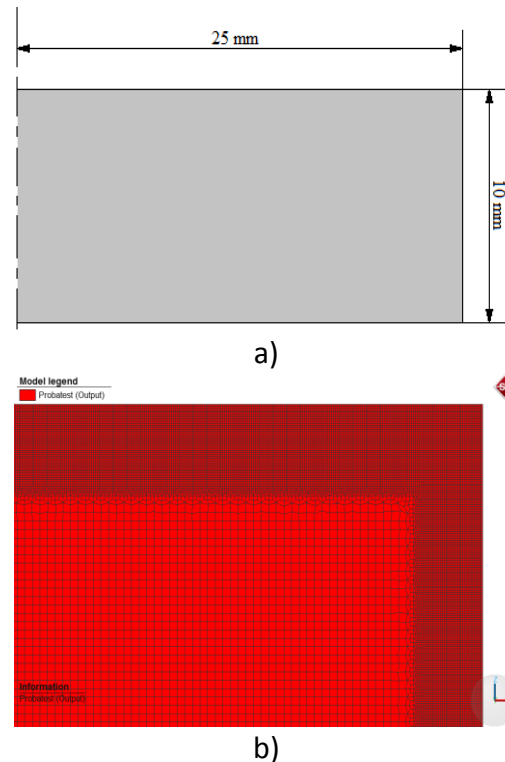 25 mm
10 mm
a)
Model legend
Probatest (Output)
Information
Probatest (Output)
b)